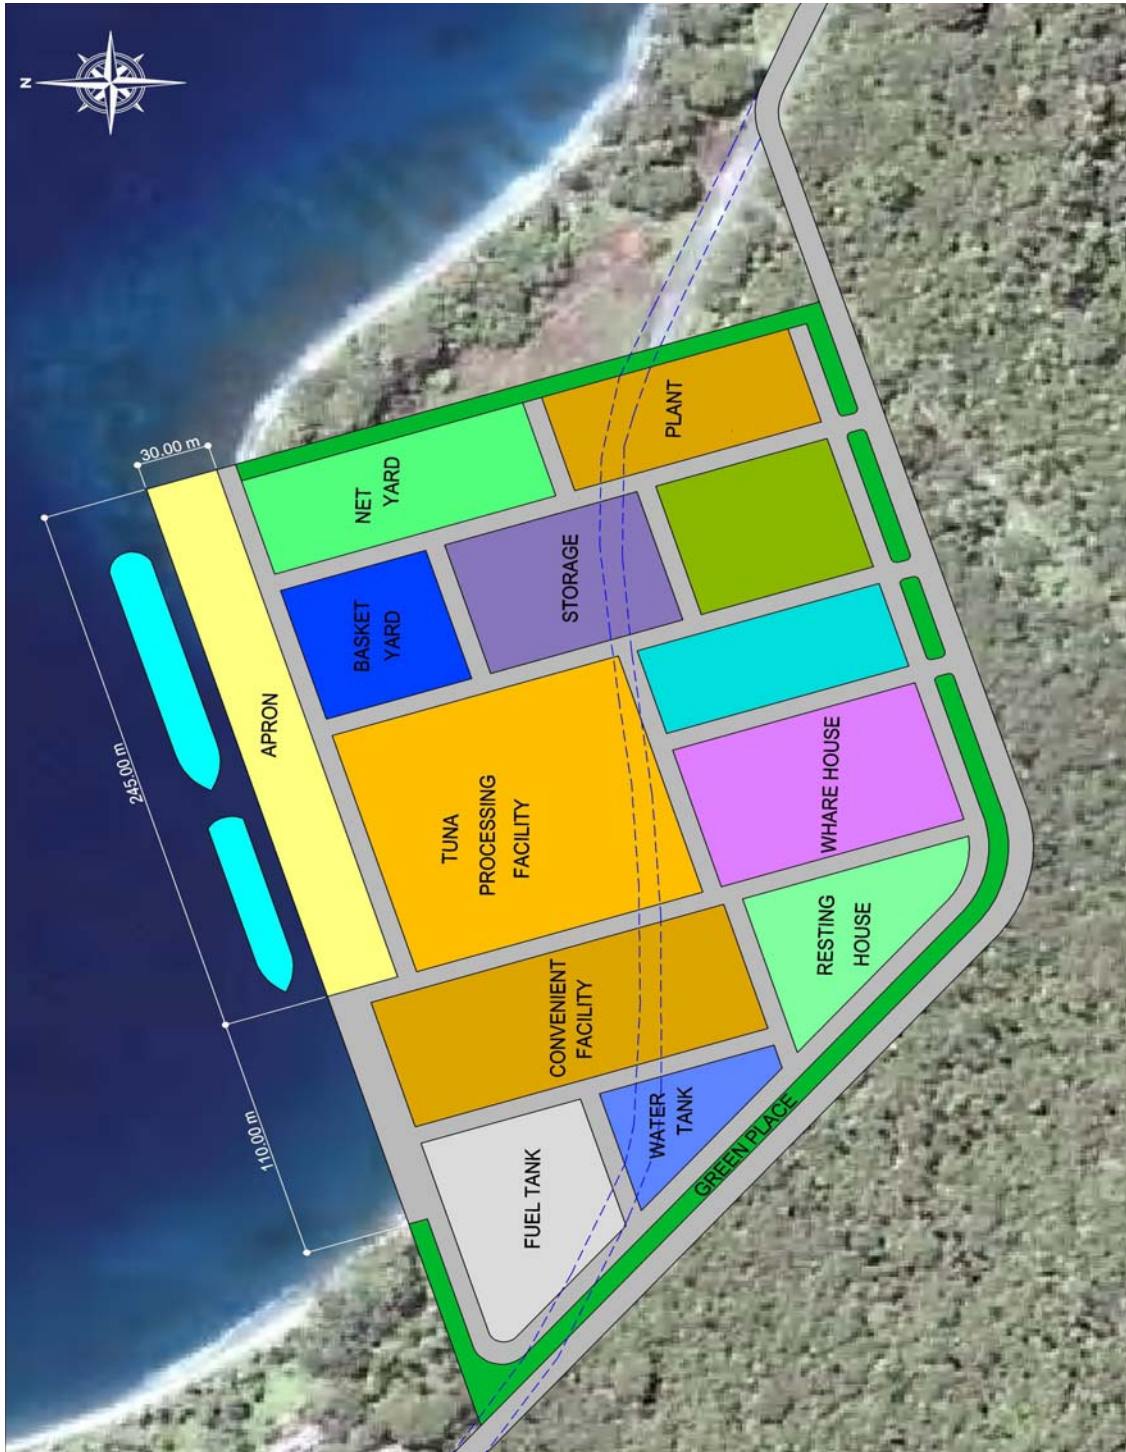 N
30.00 m
245.00 m
110.00 m
APRON
NET
YARD
PLANT
BASKET
YARD
STORAGE
TUNA
PROCESSING
FACILITY
WHARE HOUSE
CONVENIENT
FACILITY
RESTING
HOUSE
FUEL TANK
WATER
TANK
GREEN PLACE